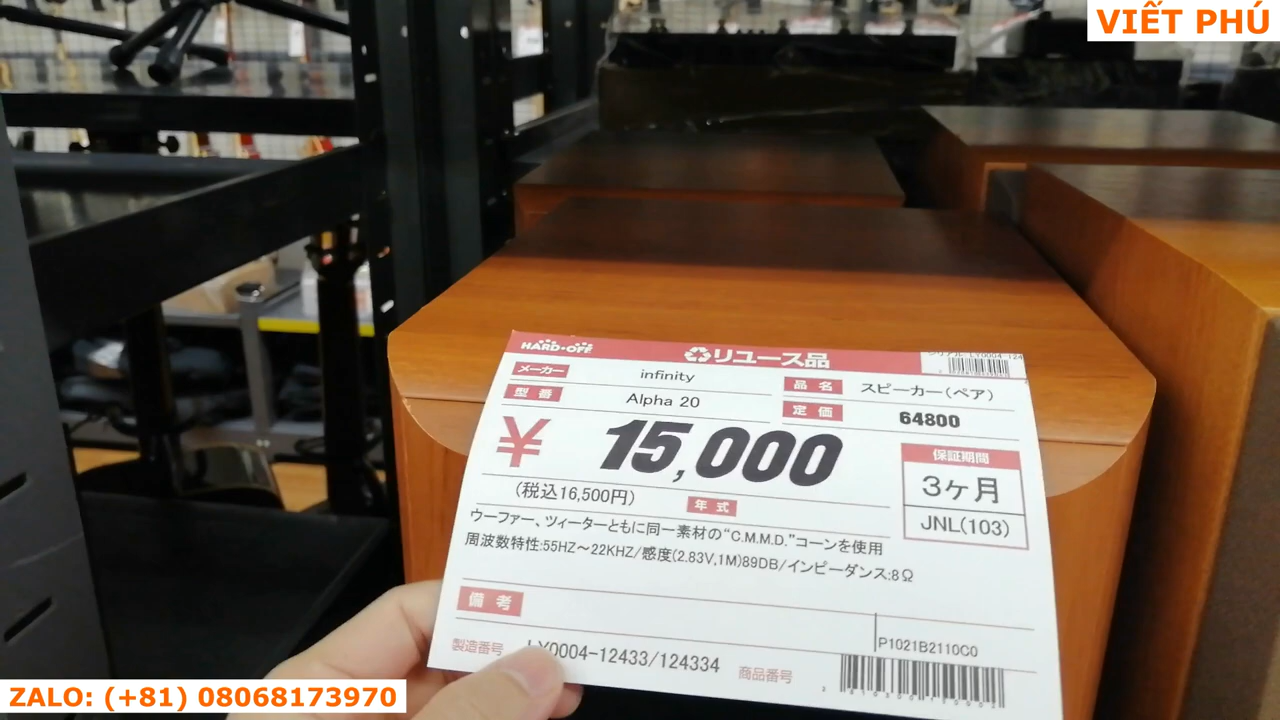 VIẾT PHÚ
HARD·OFF
リユース品
メーカー infinity
品名 スピーカー(ペア)
型番 Alpha 20
定価 64800
¥ 15,000
(税込16,500円)
年式
保証期間
3ヶ月
JNL(103)
ウーファー、ツィーターともに同一素材の“C.M.M.D.”コーンを使用
周波数特性:55HZ～22KHZ/感度(2.83V,1M)89DB/インピーダンス:8Ω
備考
P1021B2110C0
製造番号 LY0004-12433/124334
商品番号
ZALO: (+81) 08068173970